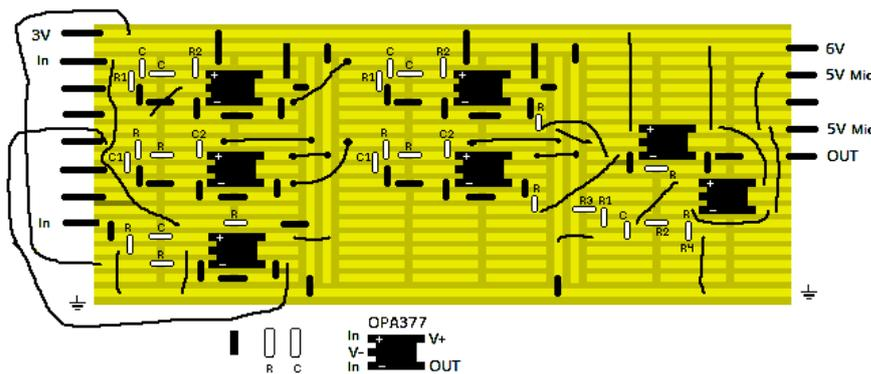 3V
In
In
6V
5V Mic
5V Mic
OUT
C R2 C R2
R1 C R1 C
+ +
- -
R
R C2 R C2
C1 R C1 R
+ + +
- - -
R
+
-
R
R R3 R1
R C
C R2
R
R4
+
-
R
OPA377
In V+
V-
In OUT
R C